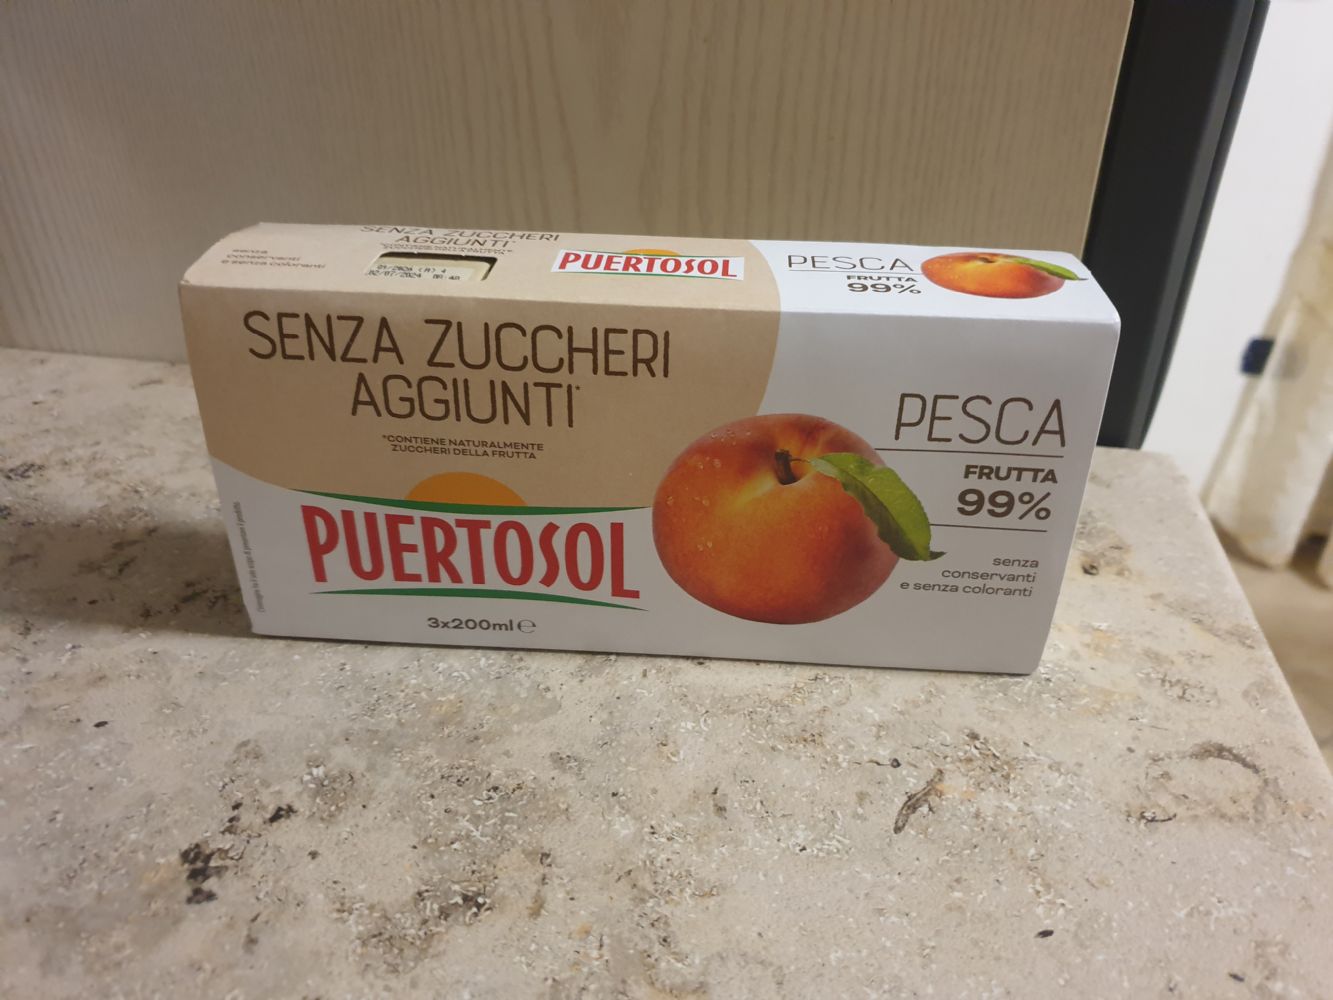 SENZA ZUCCHERI
AGGIUNTI*
senza
conservanti
e senza coloranti
PUERTOSOL
PESCA
FRUTTA
99%
SENZA ZUCCHERI
AGGIUNTI*
*CONTIENE NATURALMENTE
ZUCCHERI DELLA FRUTTA
PUERTOSOL
3x200ml e
PESCA
FRUTTA
99%
senza
conservanti
e senza coloranti